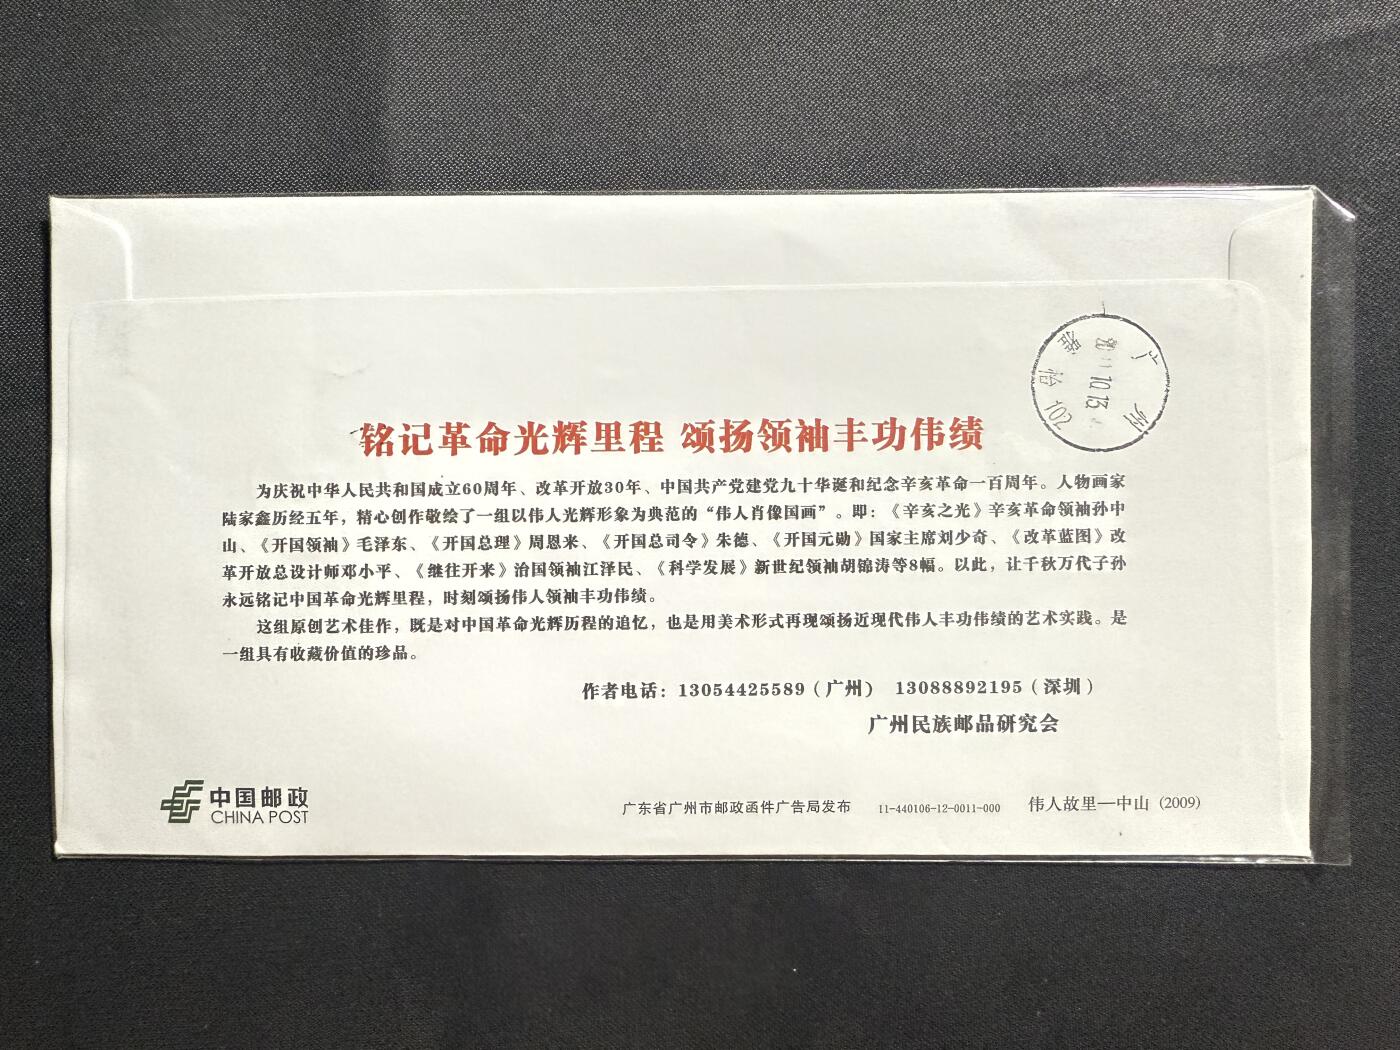 广州
10.13
怡雅
铭记革命光辉里程 颂扬领袖丰功伟绩
为庆祝中华人民共和国成立60周年、改革开放30年、中国共产党建党九十华诞和纪念辛亥革命一百周年。人物画家
陆家鑫历经五年，精心创作敬绘了一组以伟人光辉形象为典范的“伟人肖像国画”。即：《辛亥之光》辛亥革命领袖孙中
山、《开国领袖》毛泽东、《开国总理》周恩来、《开国总司令》朱德、《开国元勋》国家主席刘少奇、《改革蓝图》改
革开放总设计师邓小平、《继往开来》治国领袖江泽民、《科学发展》新世纪领袖胡锦涛等8幅。以此，让千秋万代子孙
永远铭记中国革命光辉里程，时刻颂扬伟人领袖丰功伟绩。
这组原创艺术佳作，既是对中国革命光辉历程的追忆，也是用美术形式再现颂扬近现代伟人丰功伟绩的艺术实践。是
一组具有收藏价值的珍品。
作者电话：13054425589（广州） 13088892195（深圳）
广州民族邮品研究会
中国邮政
CHINA POST
广东省广州市邮政函件广告局发布 11-440106-12-0011-000 伟人故里—中山 (2009)